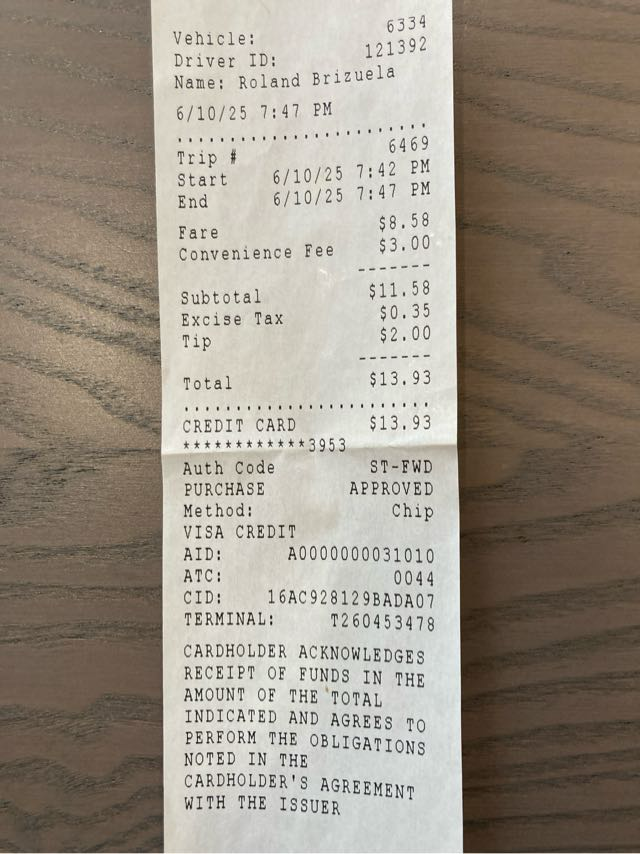 Vehicle: 6334
Driver ID: 121392
Name: Roland Brizuela
6/10/25 7:47 PM
........................
Trip # 6469
Start 6/10/25 7:42 PM
End 6/10/25 7:47 PM
Fare $8.58
Convenience Fee $3.00
-------
Subtotal $11.58
Excise Tax $0.35
Tip $2.00
-------
Total $13.93
........................
CREDIT CARD $13.93
************3953
Auth Code ST-FWD
PURCHASE APPROVED
Method: Chip
VISA CREDIT
AID: A0000000031010
ATC: 0044
CID: 16AC928129BADA07
TERMINAL: T260453478
CARDHOLDER ACKNOWLEDGES
RECEIPT OF FUNDS IN THE
AMOUNT OF THE TOTAL
INDICATED AND AGREES TO
PERFORM THE OBLIGATIONS
NOTED IN THE
CARDHOLDER'S AGREEMENT
WITH THE ISSUER